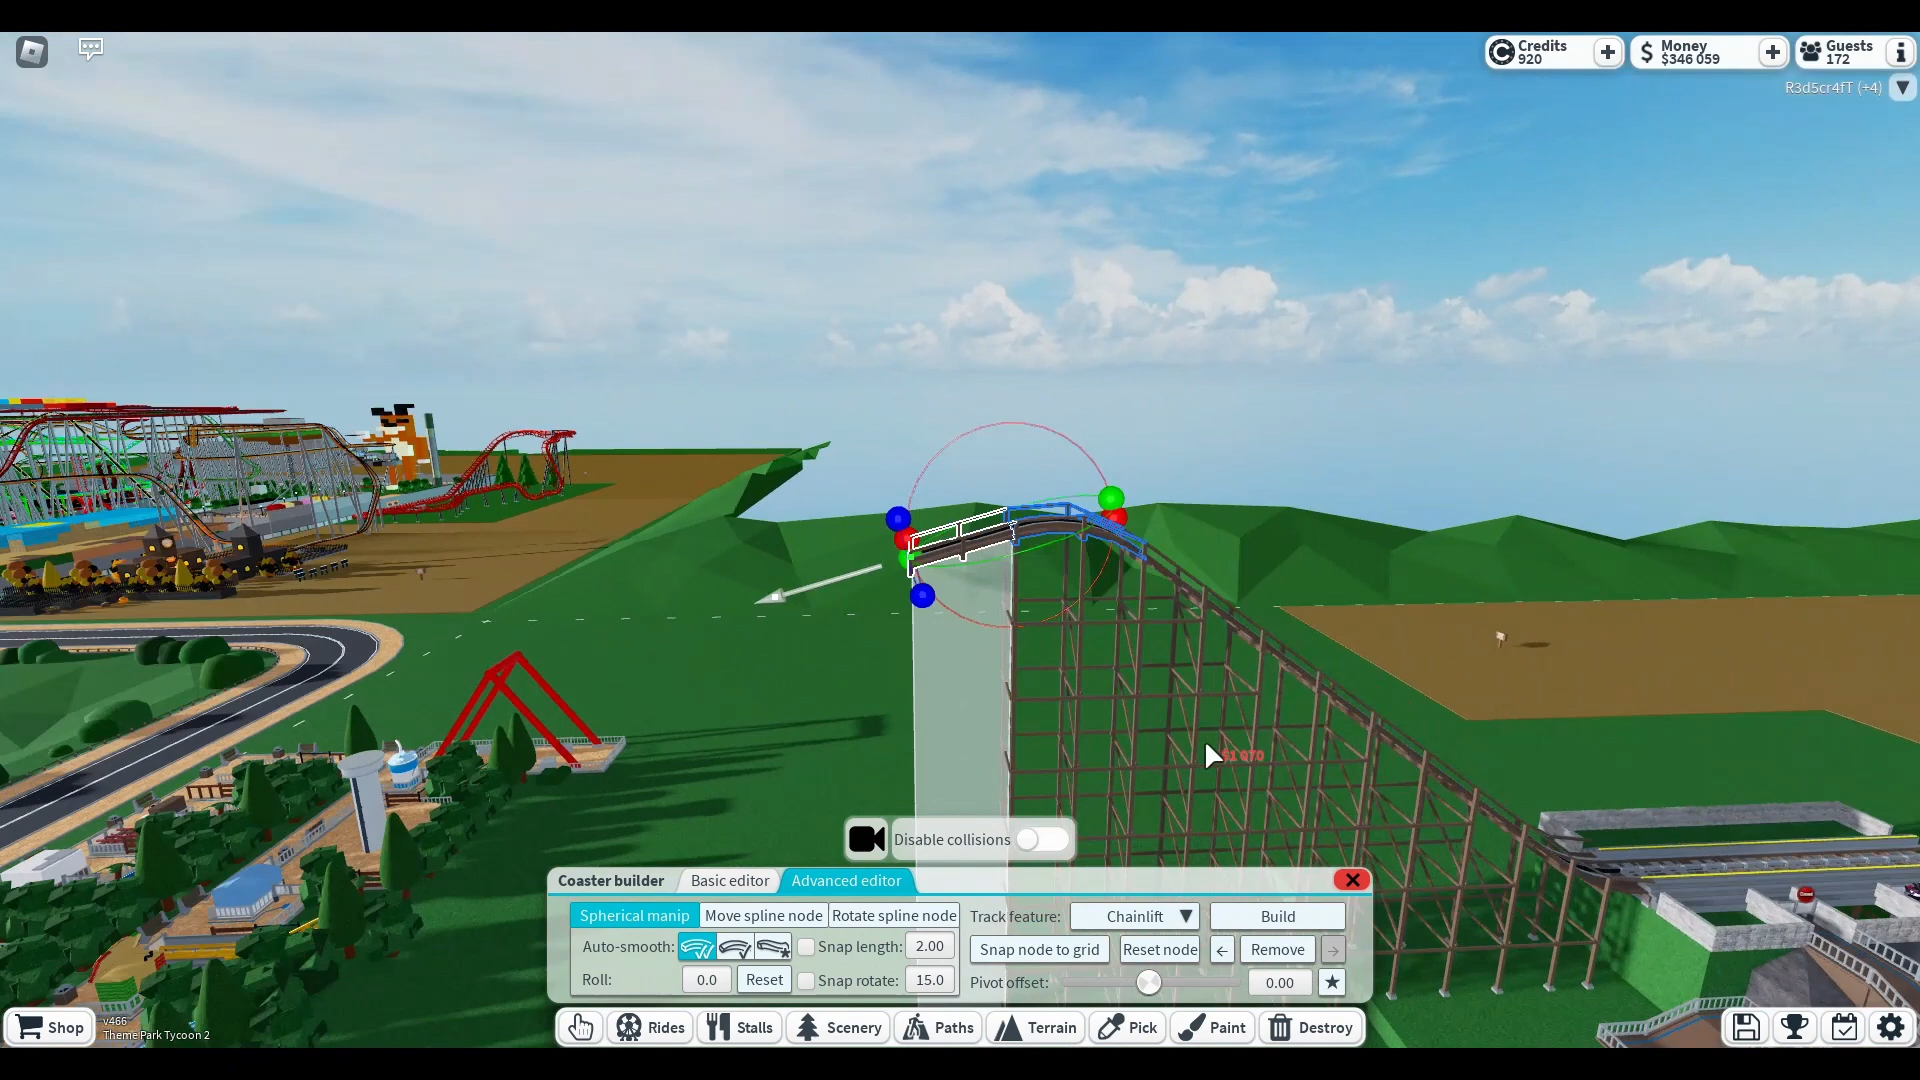 Credits
920
Money
$346 059
Guests
172
R3d5cr4fT (+4)
$1 070
Disable collisions
Coaster builder
Basic editor
Advanced editor
Spherical manip
Move spline node
Rotate spline node
Track feature:
Chainlift
Build
Auto-smooth:
Snap length:
2.00
Snap node to grid
Reset node
Remove
Roll:
0.0
Reset
Snap rotate:
15.0
Pivot offset:
0.00
Shop
v466
Theme Park Tycoon 2
Rides
Stalls
Scenery
Paths
Terrain
Pick
Paint
Destroy